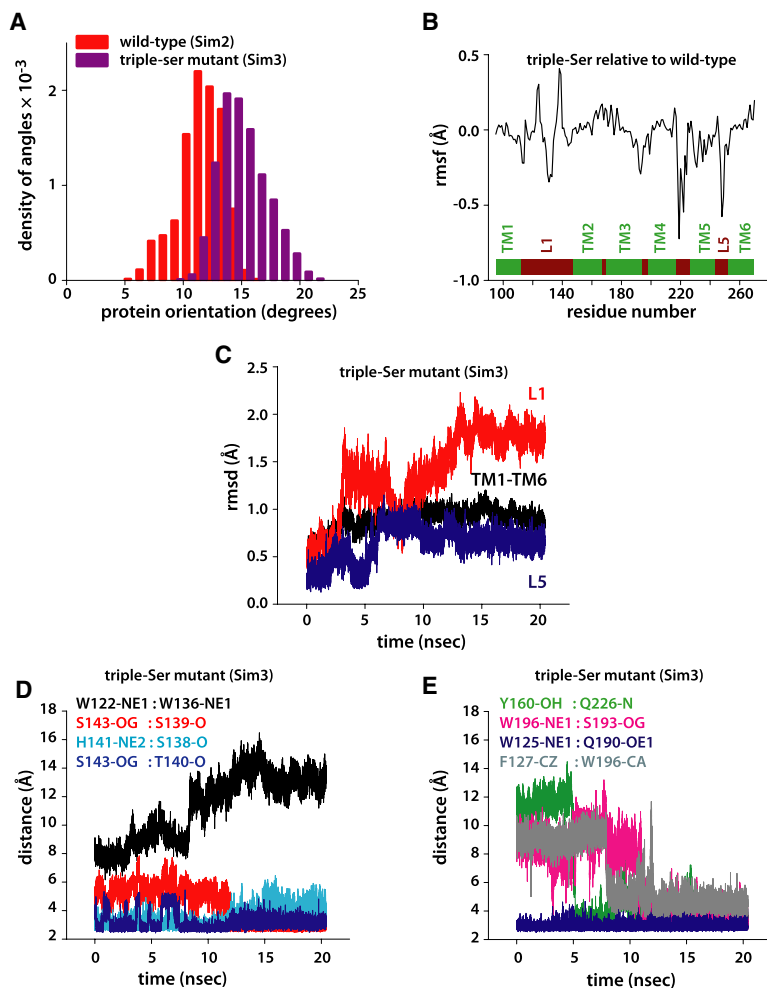 A
wild-type (Sim2)
triple-ser mutant (Sim3)
density of angles × 10-3
2
1
0
0 5 10 15 20 25
protein orientation (degrees)
B
triple-Ser relative to wild-type
rmsf (Å)
0.5
0.0
-0.5
-1.0
TM1 L1 TM2 TM3 TM4 TM5 L5 TM6
100 140 180 220 260
residue number
C
triple-Ser mutant (Sim3)
rmsd (Å)
2.5
2.0
1.5
1.0
0.5
0.0
L1
TM1-TM6
L5
0 5 10 15 20
time (nsec)
D
triple-Ser mutant (Sim3)
W122-NE1 : W136-NE1
S143-OG : S139-O
H141-NE2 : S138-O
S143-OG : T140-O
distance (Å)
18
16
14
12
10
8
6
4
2
0 5 10 15 20
time (nsec)
E
triple-Ser mutant (Sim3)
Y160-OH : Q226-N
W196-NE1 : S193-OG
W125-NE1 : Q190-OE1
F127-CZ : W196-CA
distance (Å)
18
16
14
12
10
8
6
4
2
0 5 10 15 20
time (nsec)